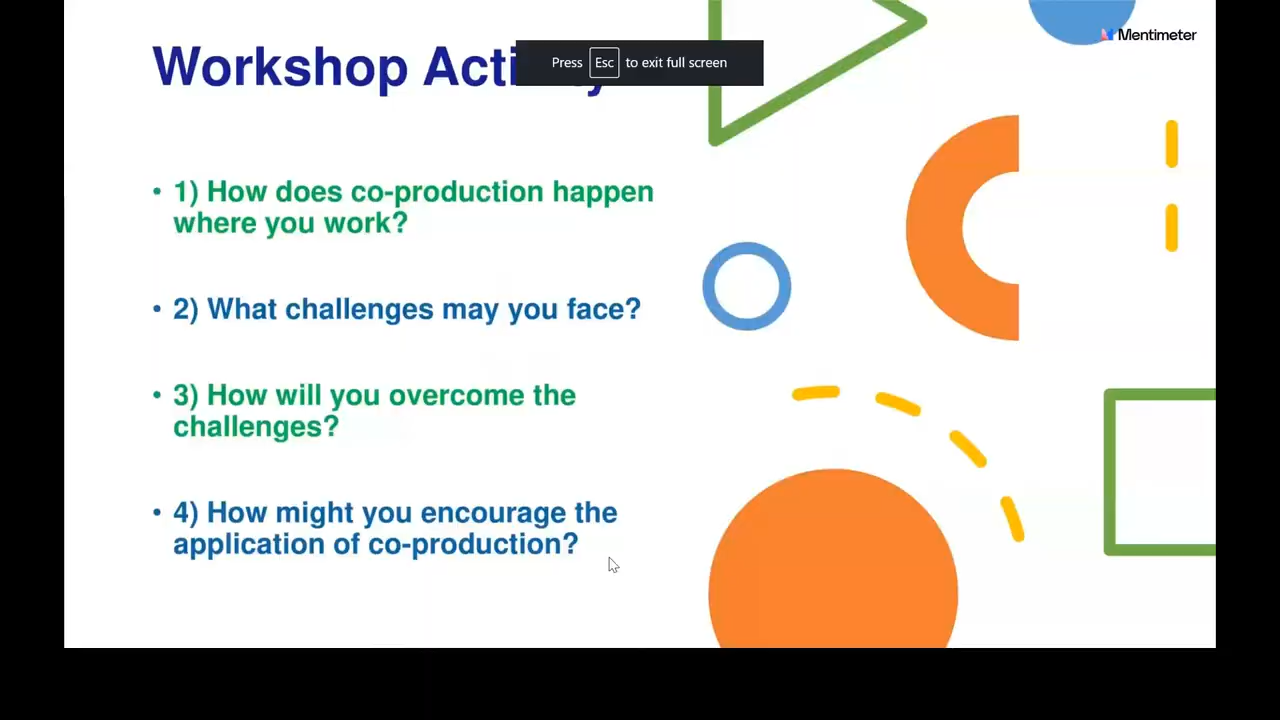 Mentimeter
Workshop Acti
Press Esc to exit full screen
• 1) How does co-production happen
where you work?
• 2) What challenges may you face?
• 3) How will you overcome the
challenges?
• 4) How might you encourage the
application of co-production?